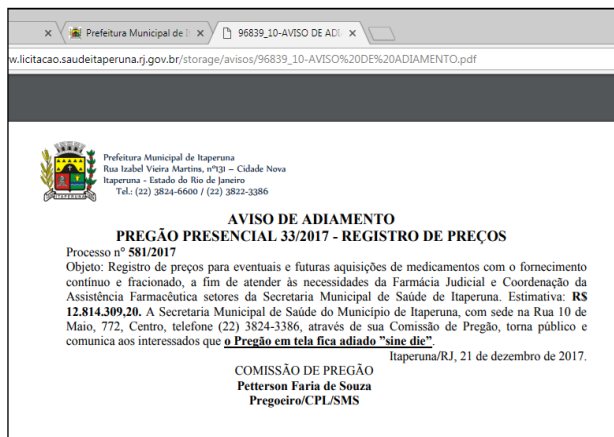 Prefeitura Municipal de I
96839_10-AVISO DE ADI
w.licitacao.saudeitaperuna.rj.gov.br/storage/avisos/96839_10-AVISO%20DE%20ADIAMENTO.pdf
Prefeitura Municipal de Itaperuna
Rua Izabel Vieira Martins, nº131 – Cidade Nova
Itaperuna - Estado do Rio de Janeiro
Tel.: (22) 3824-6600 / (22) 3822-3386
AVISO DE ADIAMENTO
PREGÃO PRESENCIAL 33/2017 - REGISTRO DE PREÇOS
Processo n° 581/2017
Objeto: Registro de preços para eventuais e futuras aquisições de medicamentos com o fornecimento
contínuo e fracionado, a fim de atender às necessidades da Farmácia Judicial e Coordenação da
Assistência Farmacêutica setores da Secretaria Municipal de Saúde de Itaperuna. Estimativa: R$
12.814.309,20. A Secretaria Municipal de Saúde do Município de Itaperuna, com sede na Rua 10 de
Maio, 772, Centro, telefone (22) 3824-3386, através de sua Comissão de Pregão, torna público e
comunica aos interessados que o Pregão em tela fica adiado ”sine die”.
Itaperuna/RJ, 21 de dezembro de 2017.
COMISSÃO DE PREGÃO
Petterson Faria de Souza
Pregoeiro/CPL/SMS